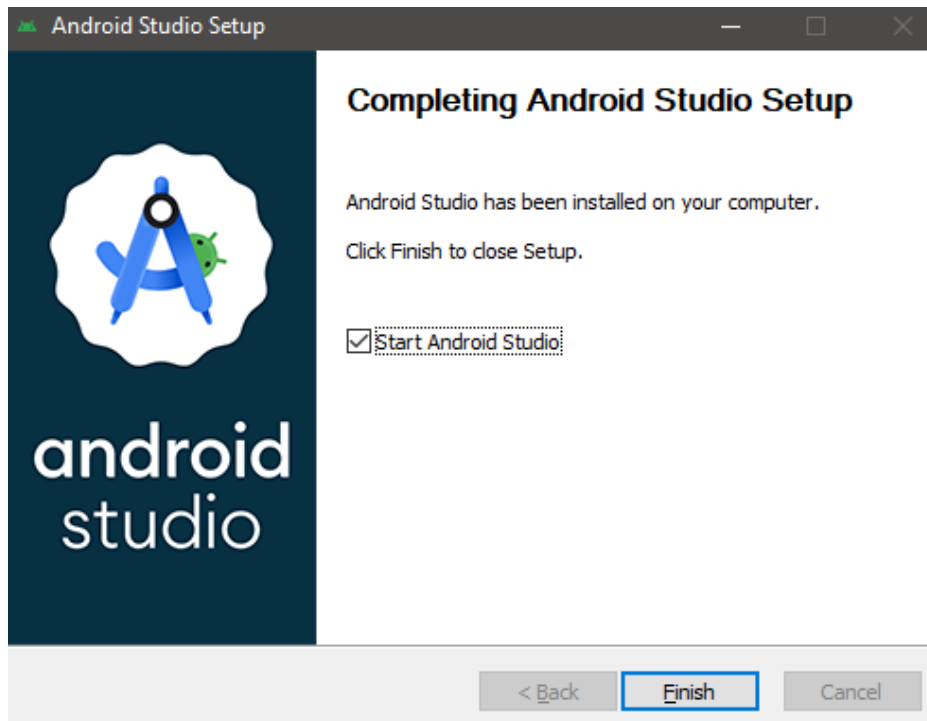 Android Studio Setup
Completing Android Studio Setup
Android Studio has been installed on your computer.
Click Finish to close Setup.
Start Android Studio
android
studio
< Back
Finish
Cancel